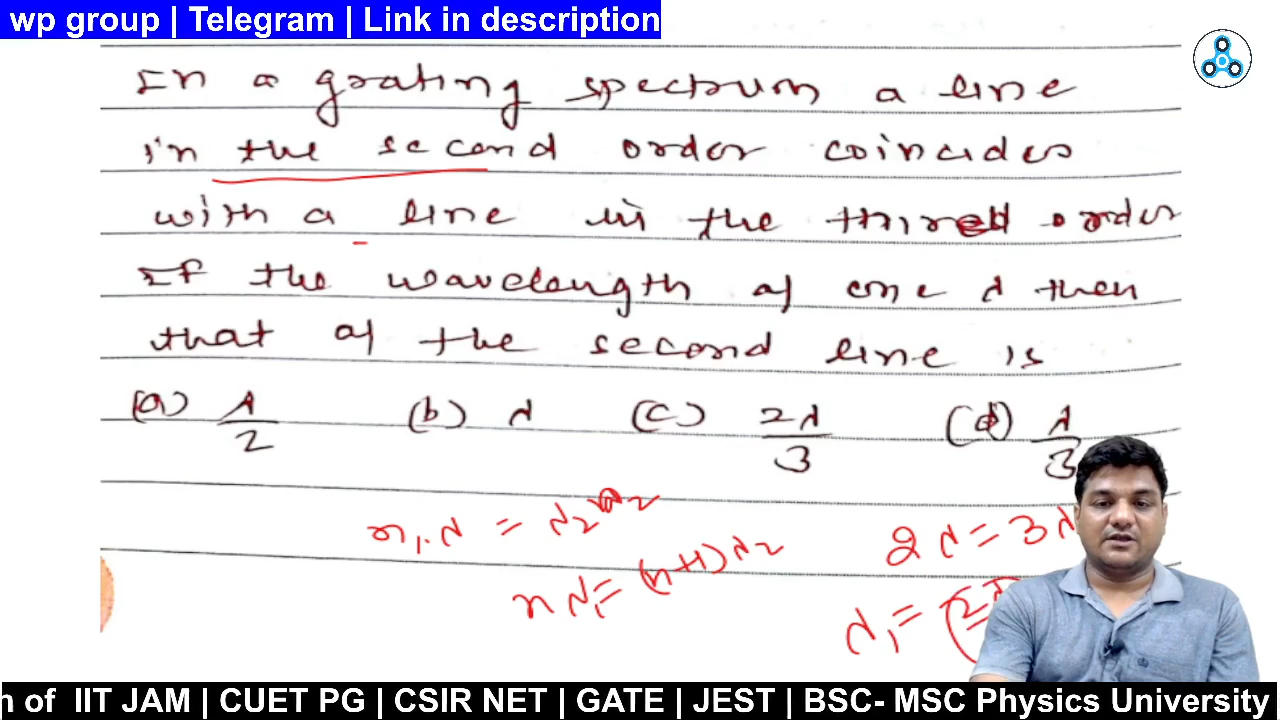 wp group | Telegram | Link in description
In a grating spectrum a line
in the second order coincides
with a line in the third order
If the wavelength of one λ then
that of the second line is
(a) λ/2 (b) λ (c) 2λ/3 (d) λ/3
n₁λ = λ₂n₂
nλ₁ = (n+1)λ₂
2λ = 3λ
λ₁ = (2λ
n of IIT JAM | CUET PG | CSIR NET | GATE | JEST | BSC- MSC Physics University